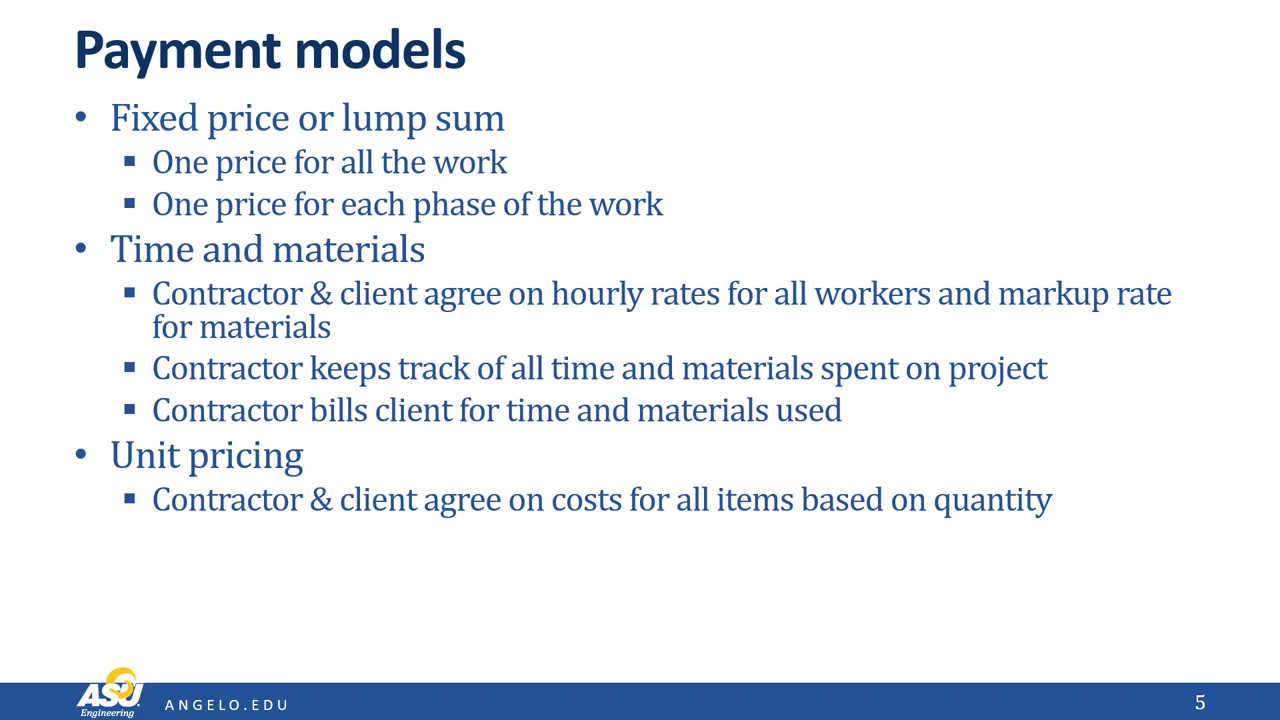 Payment models
• Fixed price or lump sum
▪ One price for all the work
▪ One price for each phase of the work
• Time and materials
▪ Contractor & client agree on hourly rates for all workers and markup rate
for materials
▪ Contractor keeps track of all time and materials spent on project
▪ Contractor bills client for time and materials used
• Unit pricing
▪ Contractor & client agree on costs for all items based on quantity
ASU
Engineering
ANGELO.EDU
5